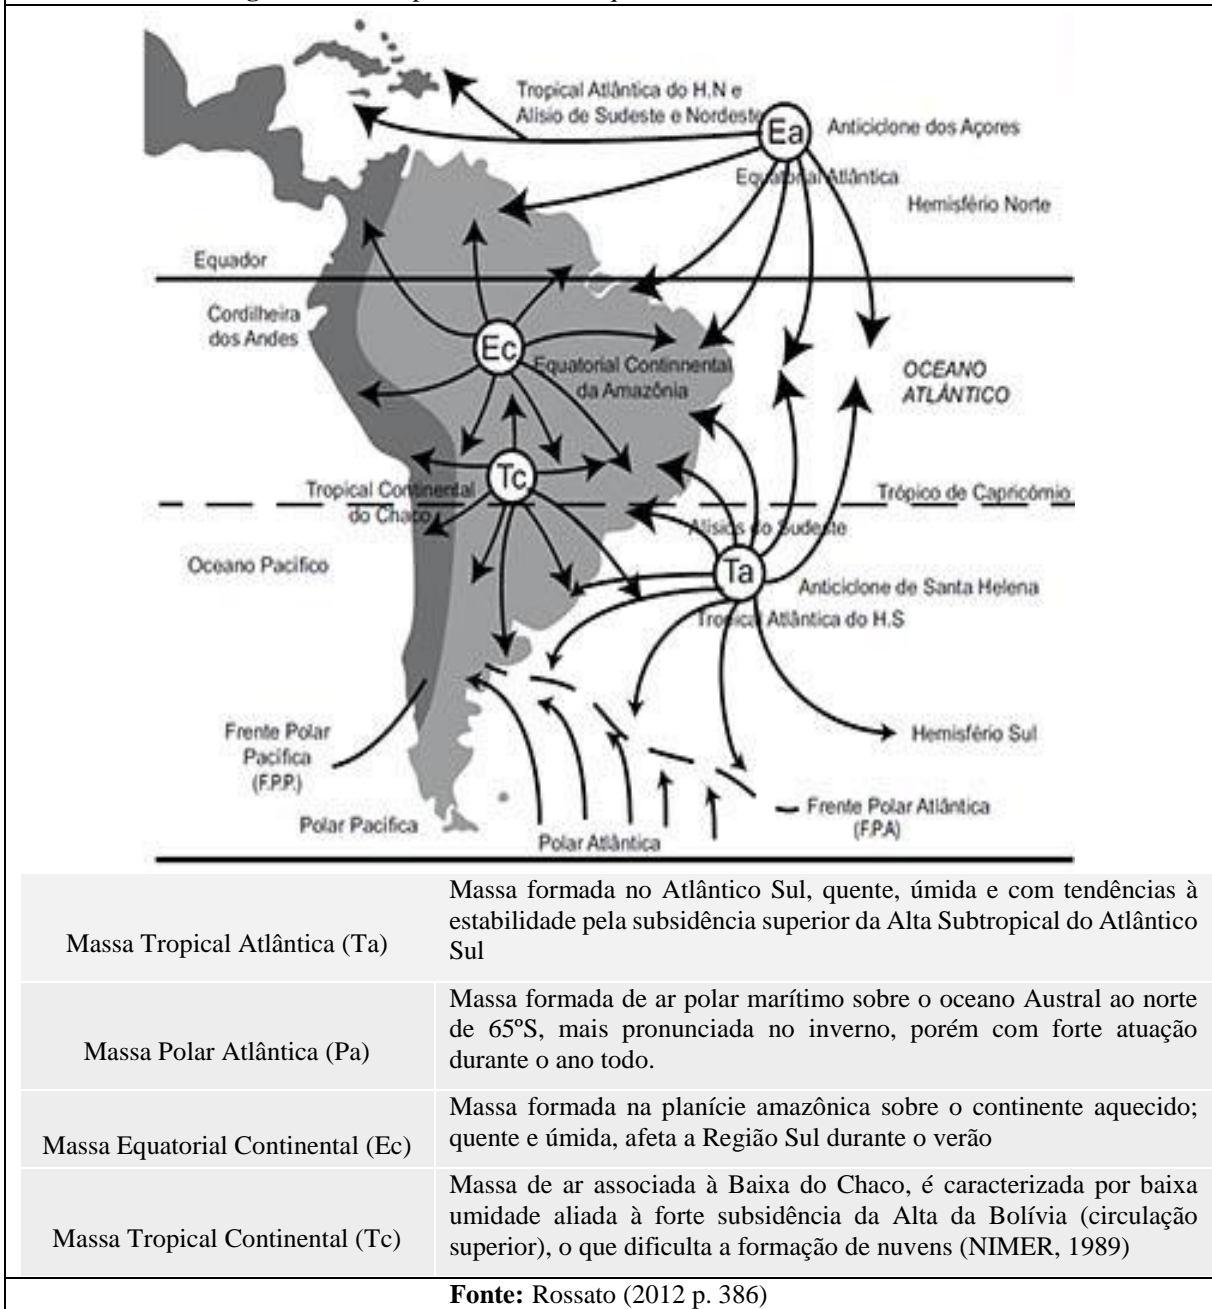 Tropical Atlântica do H.N e
Alísio de Sudeste e Nordeste
Ea
Anticiclone dos Açores
Equatorial Atlântica
Hemisfério Norte
Equador
Cordilheira
dos Andes
Ec
Equatorial Continnental
da Amazônia
OCEANO
ATLÂNTICO
Tc
Tropical Continental
do Chaco
Trópico de Capricórnio
Alísios do Sudeste
Oceano Pacífico
Ta
Anticiclone de Santa Helena
Tropical Atlântica do H.S
Frente Polar
Pacífica
(F.P.P.)
Hemisfério Sul
Polar Pacífica
Polar Atlântica
Frente Polar Atlântica
(F.P.A)
Massa Tropical Atlântica (Ta)
Massa formada no Atlântico Sul, quente, úmida e com tendências à
estabilidade pela subsidência superior da Alta Subtropical do Atlântico
Sul
Massa Polar Atlântica (Pa)
Massa formada de ar polar marítimo sobre o oceano Austral ao norte
de 65ºS, mais pronunciada no inverno, porém com forte atuação
durante o ano todo.
Massa Equatorial Continental (Ec)
Massa formada na planície amazônica sobre o continente aquecido;
quente e úmida, afeta a Região Sul durante o verão
Massa Tropical Continental (Tc)
Massa de ar associada à Baixa do Chaco, é caracterizada por baixa
umidade aliada à forte subsidência da Alta da Bolívia (circulação
superior), o que dificulta a formação de nuvens (NIMER, 1989)
Fonte: Rossato (2012 p. 386)